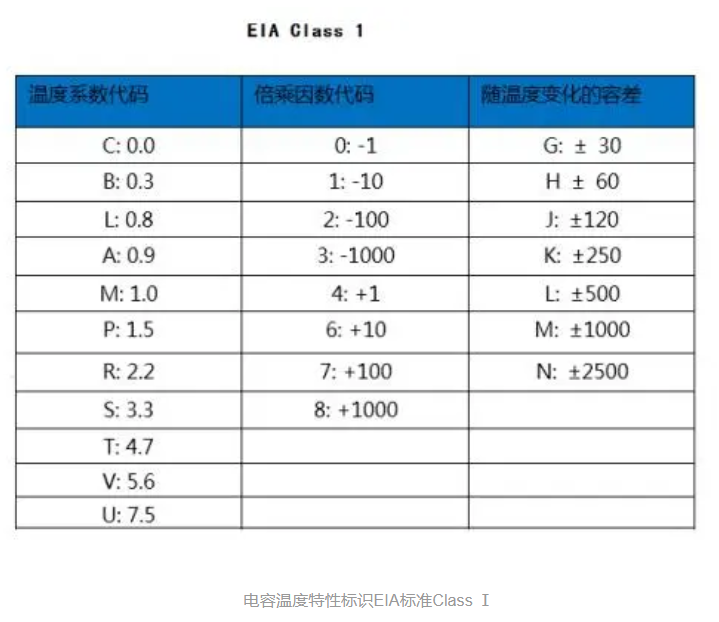 EIA Class 1
温度系数代码 倍乘因数代码 随温度变化的容差
C: 0.0 0: -1 G: ± 30
B: 0.3 1: -10 H ± 60
L: 0.8 2: -100 J: ±120
A: 0.9 3: -1000 K: ±250
M: 1.0 4: +1 L: ±500
P: 1.5 6: +10 M: ±1000
R: 2.2 7: +100 N: ±2500
S: 3.3 8: +1000
T: 4.7
V: 5.6
U: 7.5
电容温度特性标识EIA标准Class Ⅰ